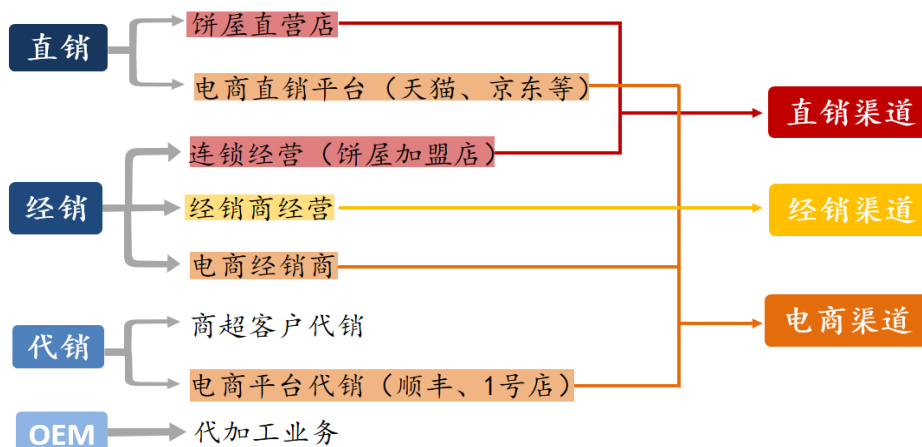 直销
饼屋直营店
电商直销平台（天猫、京东等）
直销渠道
连锁经营（饼屋加盟店）
经销
经销商经营
经销渠道
电商经销商
商超客户代销
电商渠道
代销
电商平台代销（顺丰、1号店）
OEM
代加工业务